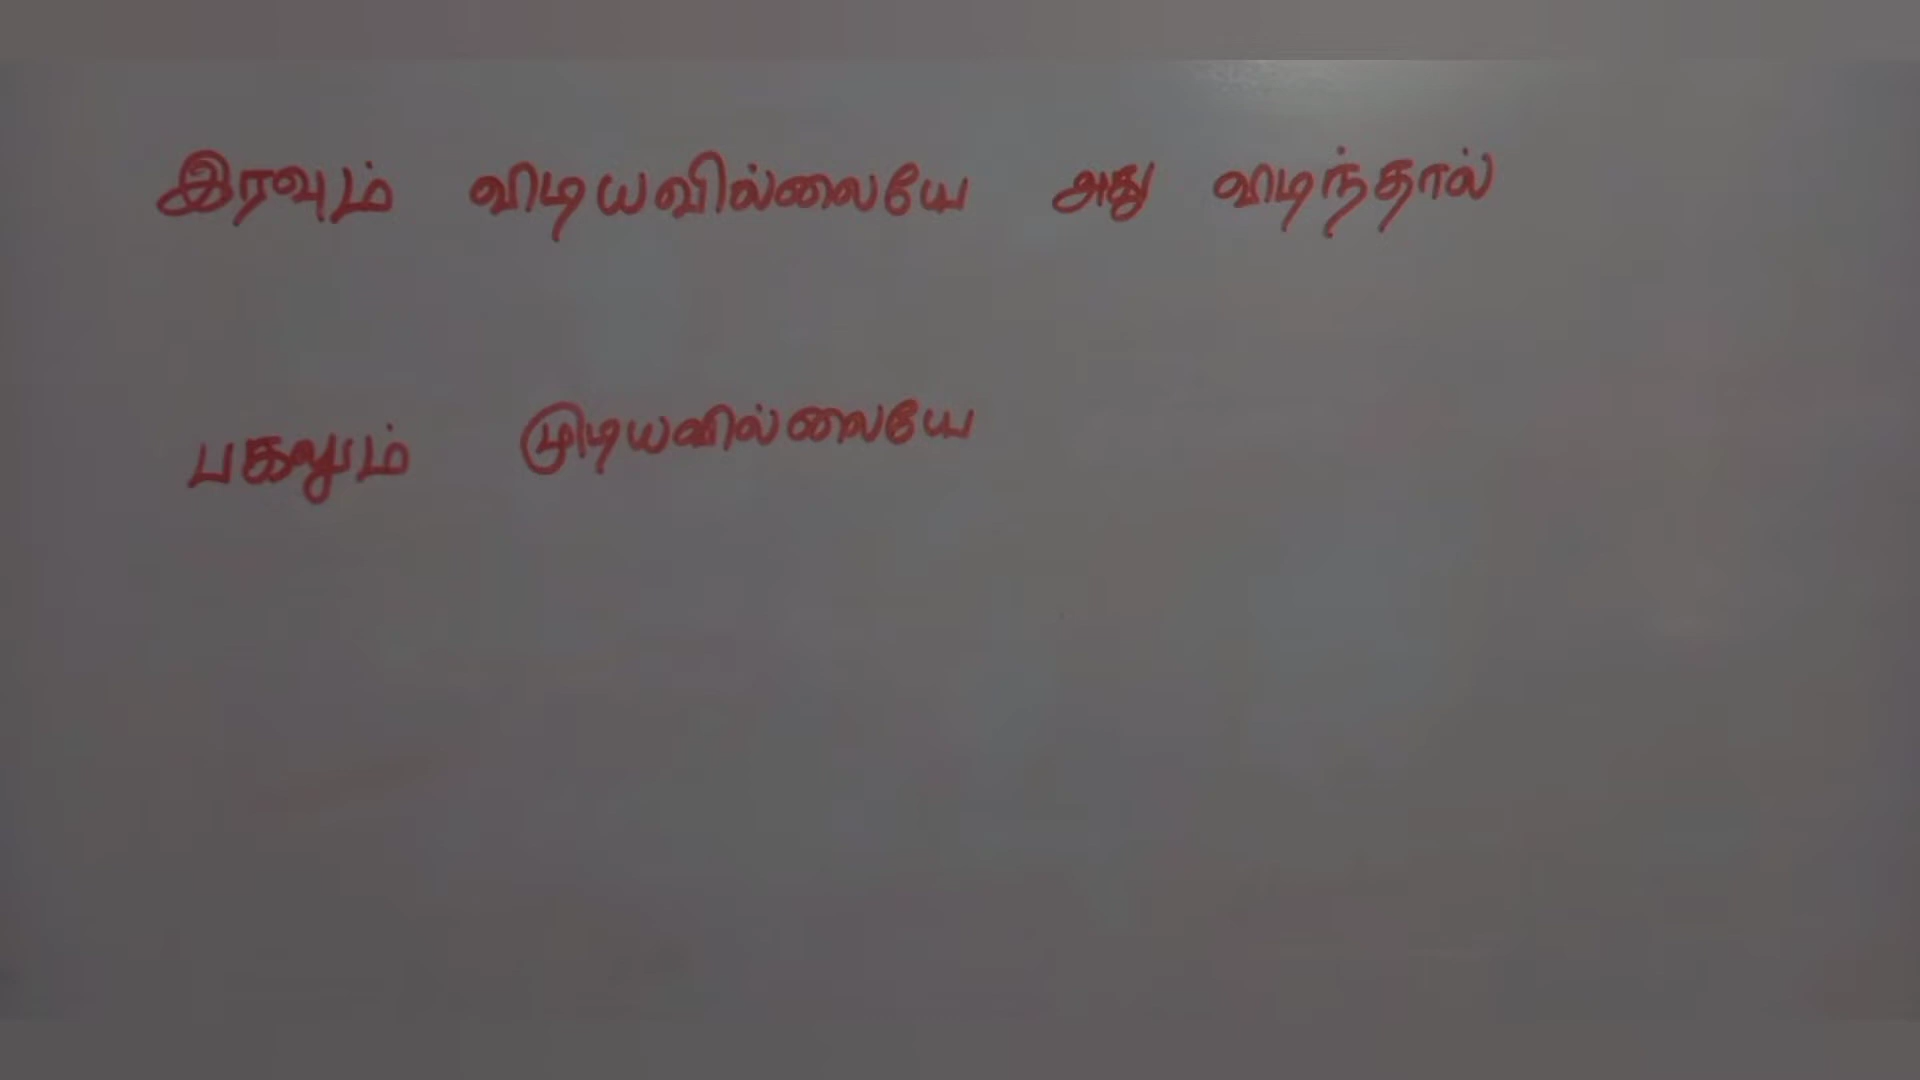 இரவும் விடியவில்லையே அது விடிந்தால்
பகலும் முடியவில்லையே